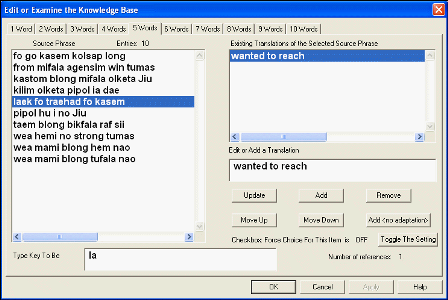 Edit or Examine the Knowledge Base
1 Word 2 Words 3 Words 4 Words 5 Words 6 Words 7 Words 8 Words 9 Words 10 Words
Source Phrase Entries: 10
fo go kasem kolsap long
from mifala agensim win tumas
kastom blong mifala olketa Jiu
kilim olketa pipol ia dae
laek fo traehad fo kasem
pipol hu i no Jiu
taem blong bikfala raf sii
wea hemi no strong tumas
wea mami blong hem nao
wea mami blong tufala nao
Type Key To Be
la
Existing Translations of the Selected Source Phrase
wanted to reach
Edit or Add a Translation
wanted to reach
Update Add Remove
Move Up Move Down Add <no adaptation>
Checkbox: Force Choice For This Item is OFF Toggle The Setting
Number of references: 1
OK Cancel Apply Help